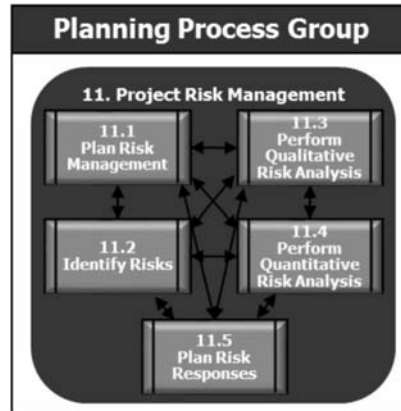 Planning Process Group
11. Project Risk Management
11.1
Plan Risk
Management
11.3
Perform
Qualitative
Risk Analysis
11.2
Identify Risks
11.4
Perform
Quantitative
Risk Analysis
11.5
Plan Risk
Responses